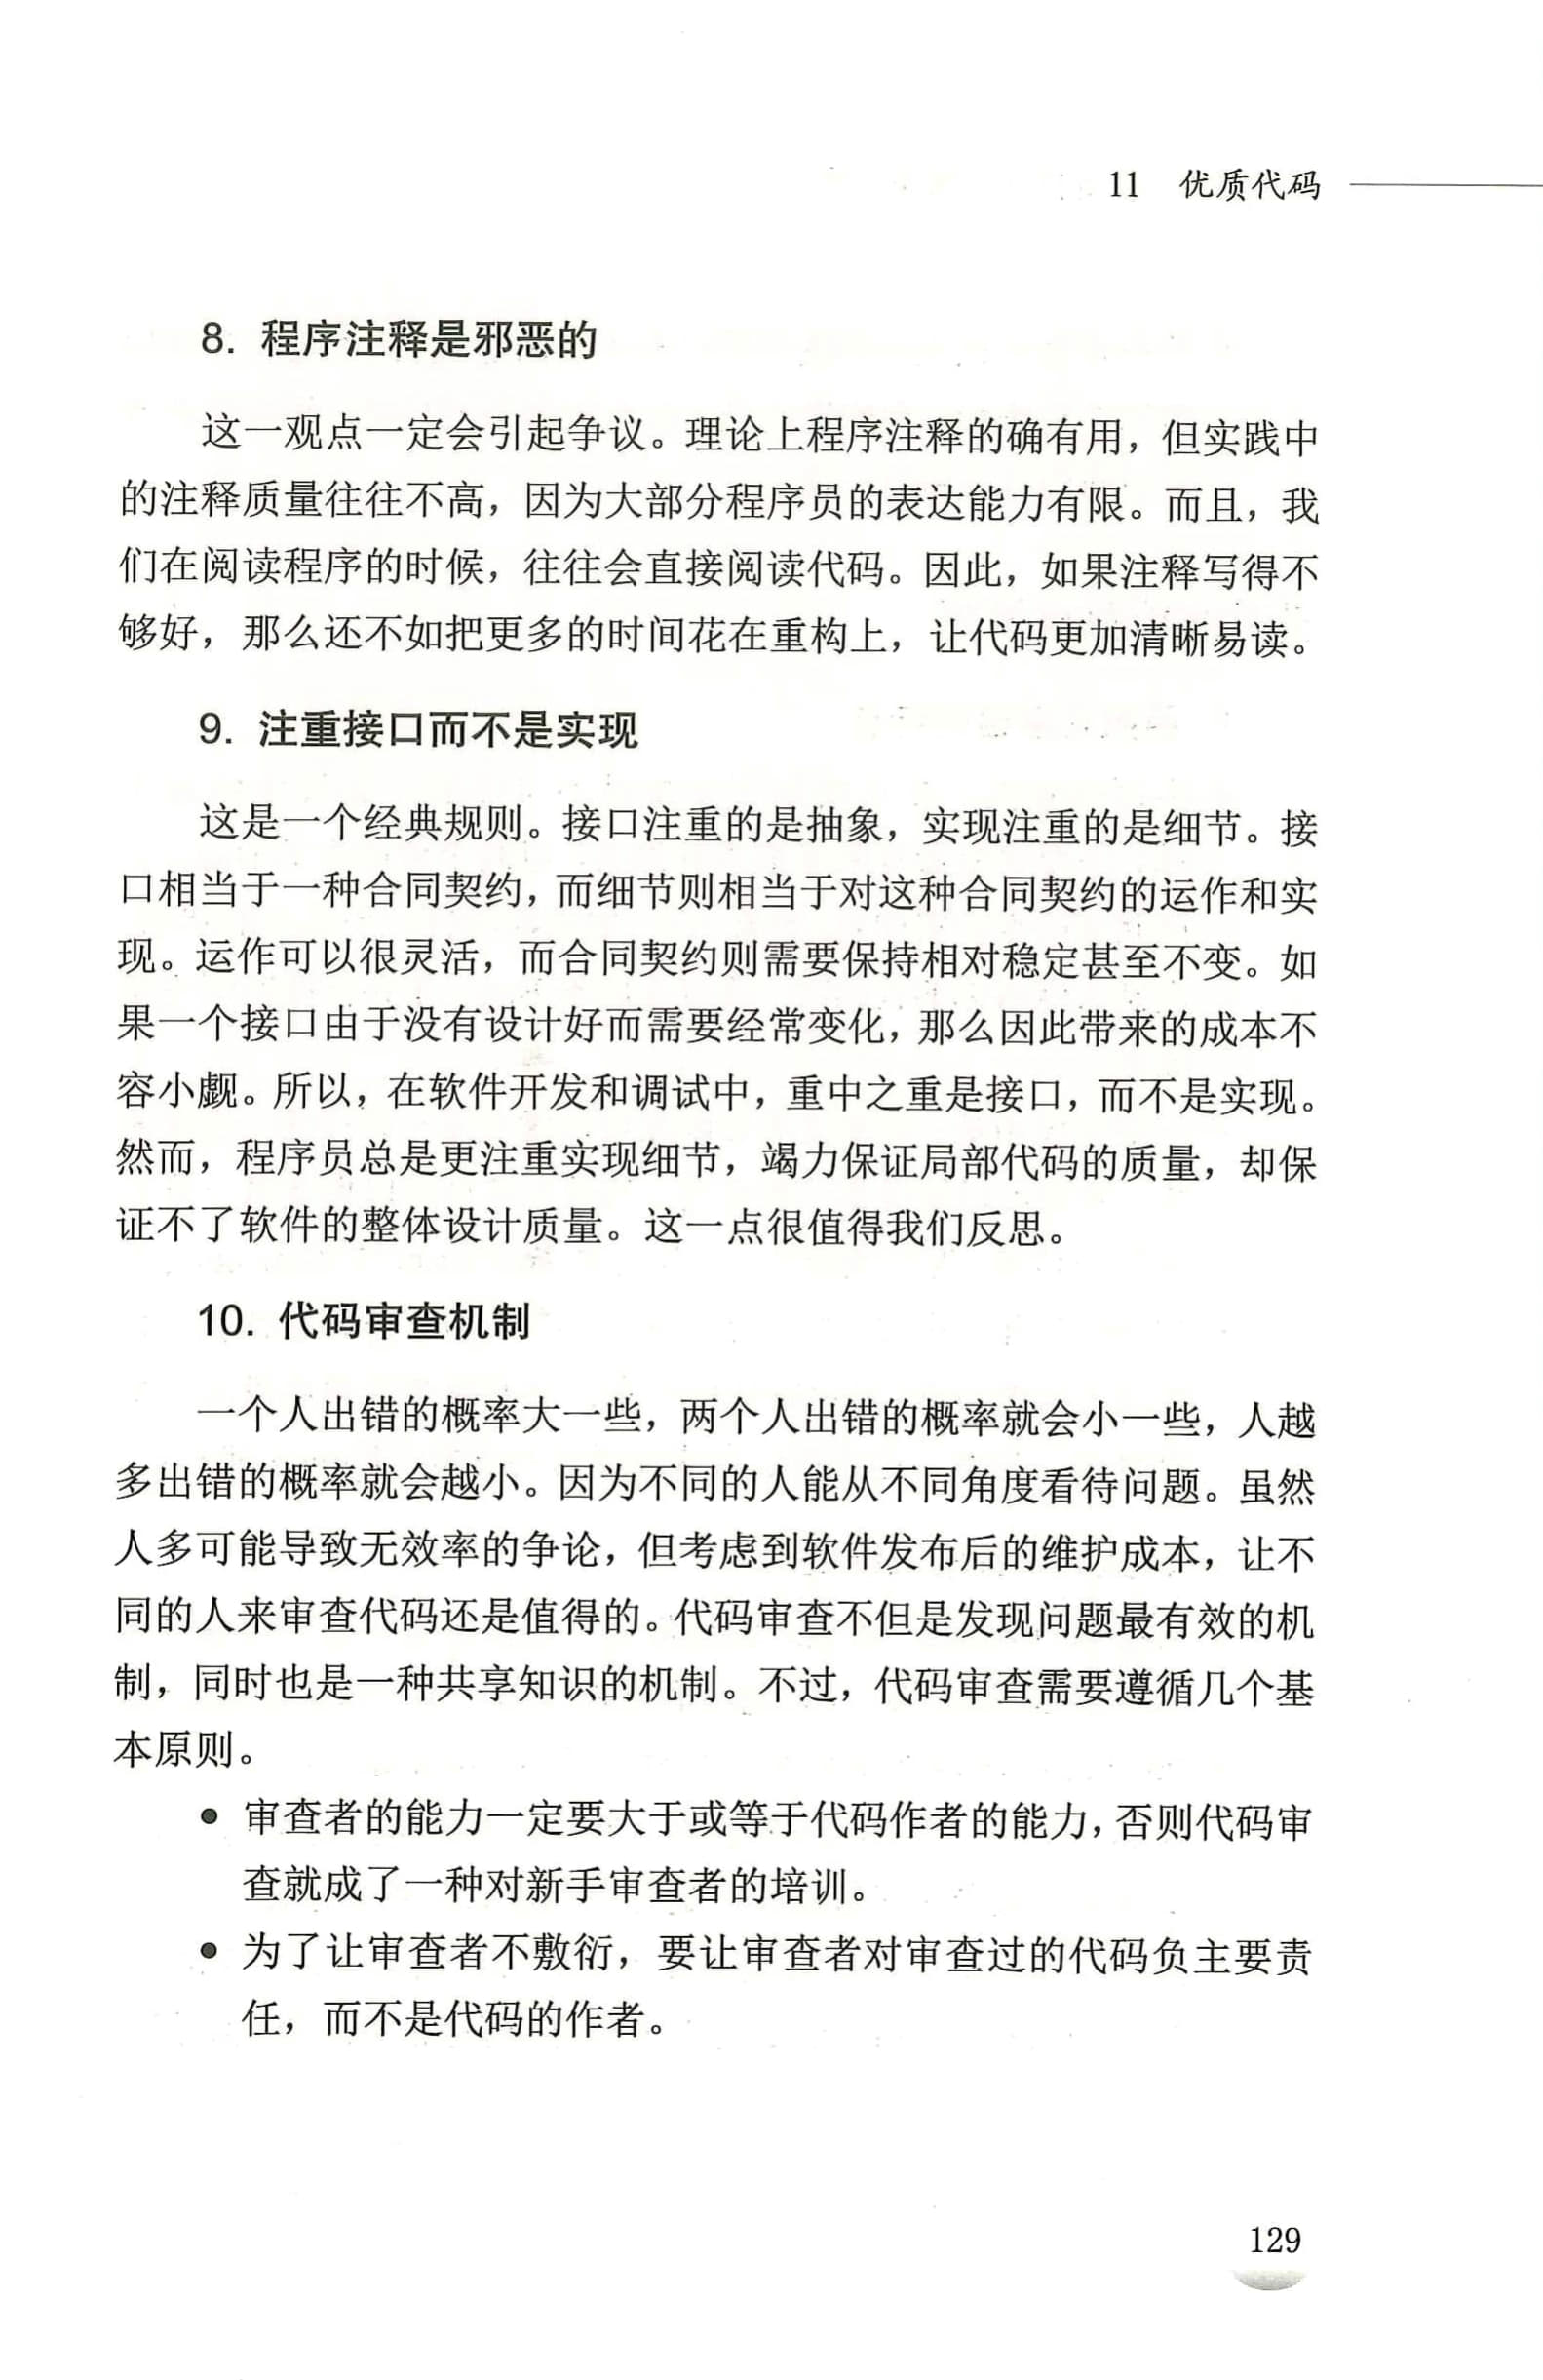 11 优质代码
8. 程序注释是邪恶的
这一观点一定会引起争议。理论上程序注释的确有用，但实践中
的注释质量往往不高，因为大部分程序员的表达能力有限。而且，我
们在阅读程序的时候，往往会直接阅读代码。因此，如果注释写得不
够好，那么还不如把更多的时间花在重构上，让代码更加清晰易读。
9. 注重接口而不是实现
这是一个经典规则。接口注重的是抽象，实现注重的是细节。接
口相当于一种合同契约，而细节则相当于对这种合同契约的运作和实
现。运作可以很灵活，而合同契约则需要保持相对稳定甚至不变。如
果一个接口由于没有设计好而需要经常变化，那么因此带来的成本不
容小觑。所以，在软件开发和调试中，重中之重是接口，而不是实现。
然而，程序员总是更注重实现细节，竭力保证局部代码的质量，却保
证不了软件的整体设计质量。这一点很值得我们反思。
10. 代码审查机制
一个人出错的概率大一些，两个人出错的概率就会小一些，人越
多出错的概率就会越小。因为不同的人能从不同角度看待问题。虽然
人多可能导致无效率的争论，但考虑到软件发布后的维护成本，让不
同的人来审查代码还是值得的。代码审查不但是发现问题最有效的机
制，同时也是一种共享知识的机制。不过，代码审查需要遵循几个基
本原则。
● 审查者的能力一定要大于或等于代码作者的能力，否则代码审
查就成了一种对新手审查者的培训。
● 为了让审查者不敷衍，要让审查者对审查过的代码负主要责
任，而不是代码的作者。
129